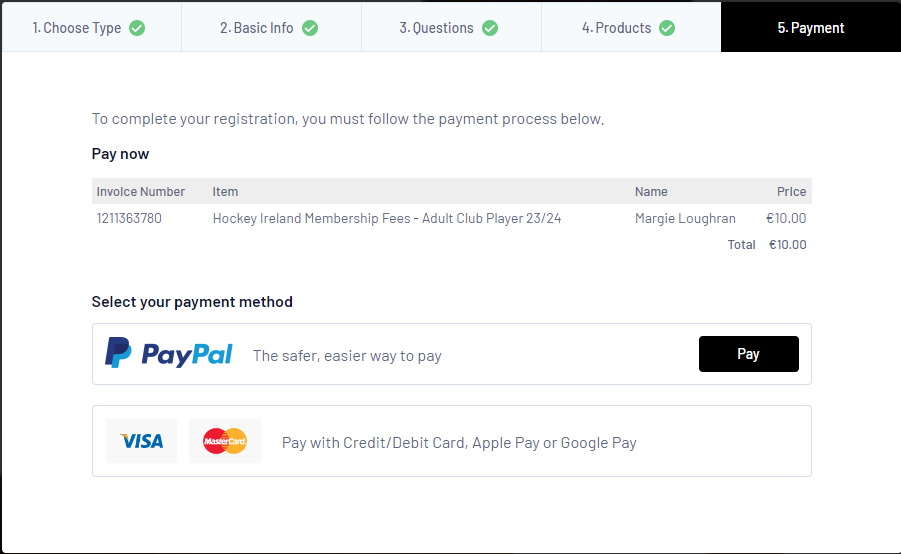 1. Choose Type 2. Basic Info 3. Questions 4. Products 5. Payment
To complete your registration, you must follow the payment process below.
Pay now
Invoice Number Item Name Price
1211363780 Hockey Ireland Membership Fees - Adult Club Player 23/24 Margie Loughran €10.00
Total €10.00
Select your payment method
PayPal The safer, easier way to pay Pay
VISA MasterCard Pay with Credit/Debit Card, Apple Pay or Google Pay